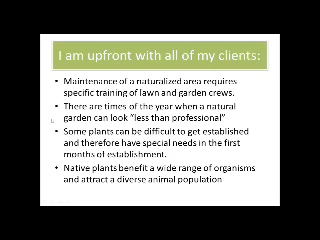 I am upfront with all of my clients:
• Maintenance of a naturalized area requires
specific training of lawn and garden crews.
• There are times of the year when a natural
garden can look "less than professional"
• Some plants can be difficult to get established
and therefore have special needs in the first
months of establishment.
• Native plants benefit a wide range of organisms
and attract a diverse animal population